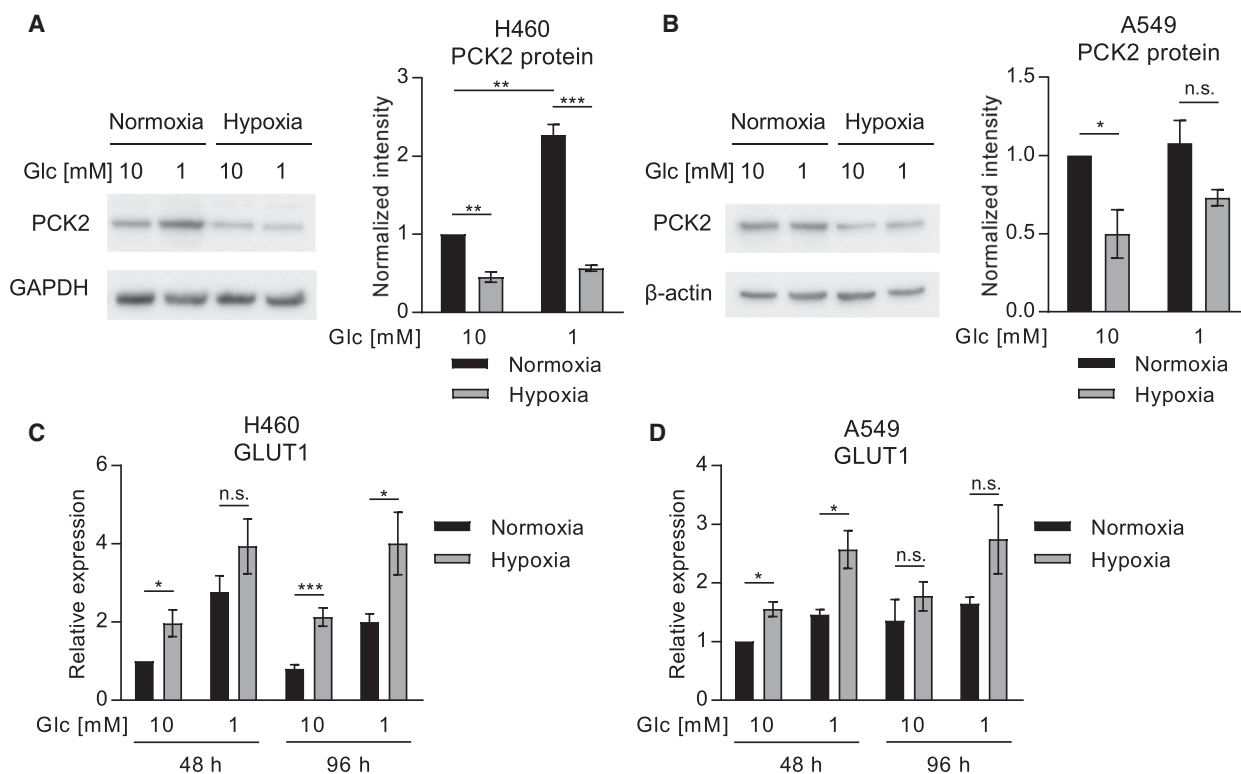 A
H460
PCK2 protein
Normoxia Hypoxia
Glc [mM] 10 1 10 1
PCK2
GAPDH
Normalized intensity
3
2
1
0
**
**
***
Glc [mM] 10 1
Normoxia
Hypoxia
B
A549
PCK2 protein
Normoxia Hypoxia
Glc [mM] 10 1 10 1
PCK2
β-actin
Normalized intensity
1.5
1.0
0.5
0.0
*
n.s.
Glc [mM] 10 1
Normoxia
Hypoxia
C
H460
GLUT1
Relative expression
6
4
2
0
*
n.s.
***
*
Glc [mM] 10 1 10 1
48 h 96 h
Normoxia
Hypoxia
D
A549
GLUT1
Relative expression
4
3
2
1
0
*
*
n.s.
n.s.
Glc [mM] 10 1 10 1
48 h 96 h
Normoxia
Hypoxia